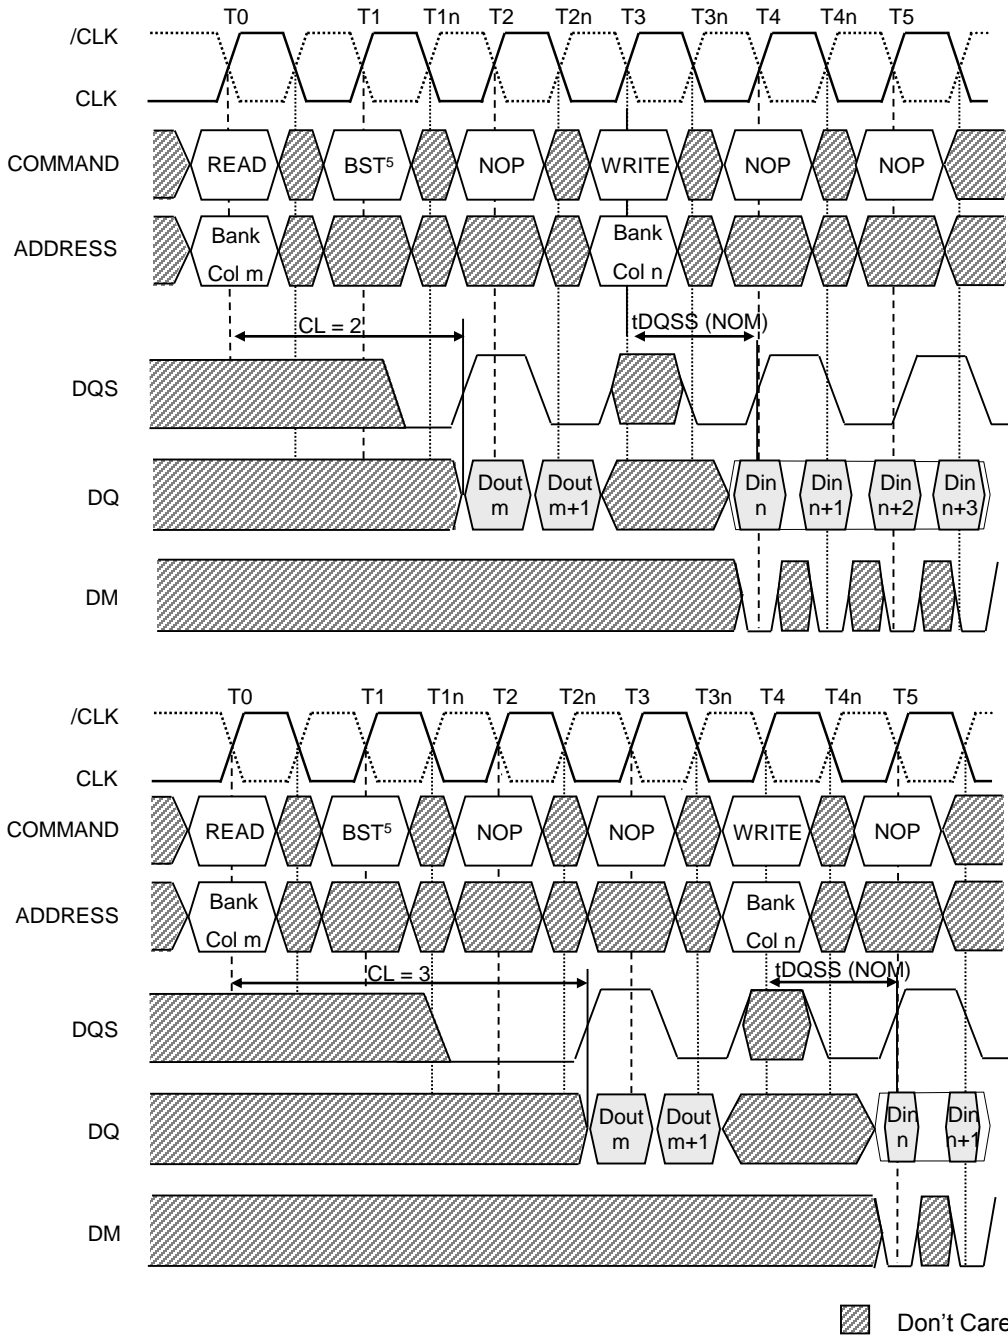 T0 T1 T1n T2 T2n T3 T3n T4 T4n T5
/CLK
CLK
COMMAND READ BST⁵ NOP WRITE NOP NOP
ADDRESS Bank Col m Bank Col n
CL = 2 tDQSS (NOM)
DQS
DQ Dout m Dout m+1 Din n Din n+1 Din n+2 Din n+3
DM
T0 T1 T1n T2 T2n T3 T3n T4 T4n T5
/CLK
CLK
COMMAND READ BST⁵ NOP NOP WRITE NOP
ADDRESS Bank Col m Bank Col n
CL = 3 tDQSS (NOM)
DQS
DQ Dout m Dout m+1 Din n Din n+1
DM
Don't Care